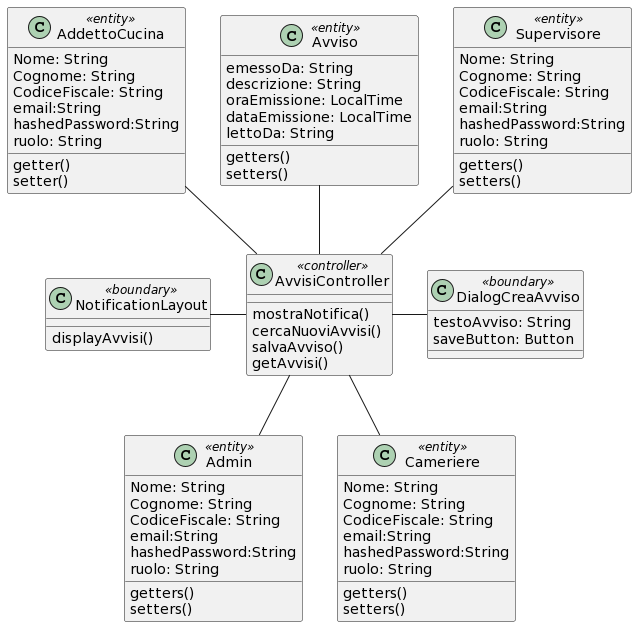 C
«entity»
AddettoCucina
Nome: String
Cognome: String
CodiceFiscale: String
email:String
hashedPassword:String
ruolo: String
getter()
setter()
C
«entity»
Avviso
emessoDa: String
descrizione: String
oraEmissione: LocalTime
dataEmissione: LocalTime
lettoDa: String
getters()
setters()
C
«entity»
Supervisore
Nome: String
Cognome: String
CodiceFiscale: String
email:String
hashedPassword:String
ruolo: String
getters()
setters()
C
«boundary»
NotificationLayout
displayAvvisi()
C
«controller»
AvvisiController
mostraNotifica()
cercaNuoviAvvisi()
salvaAvviso()
getAvvisi()
C
«boundary»
DialogCreaAvviso
testoAvviso: String
saveButton: Button
C
«entity»
Admin
Nome: String
Cognome: String
CodiceFiscale: String
email:String
hashedPassword:String
ruolo: String
getters()
setters()
C
«entity»
Cameriere
Nome: String
Cognome: String
CodiceFiscale: String
email:String
hashedPassword:String
ruolo: String
getters()
setters()